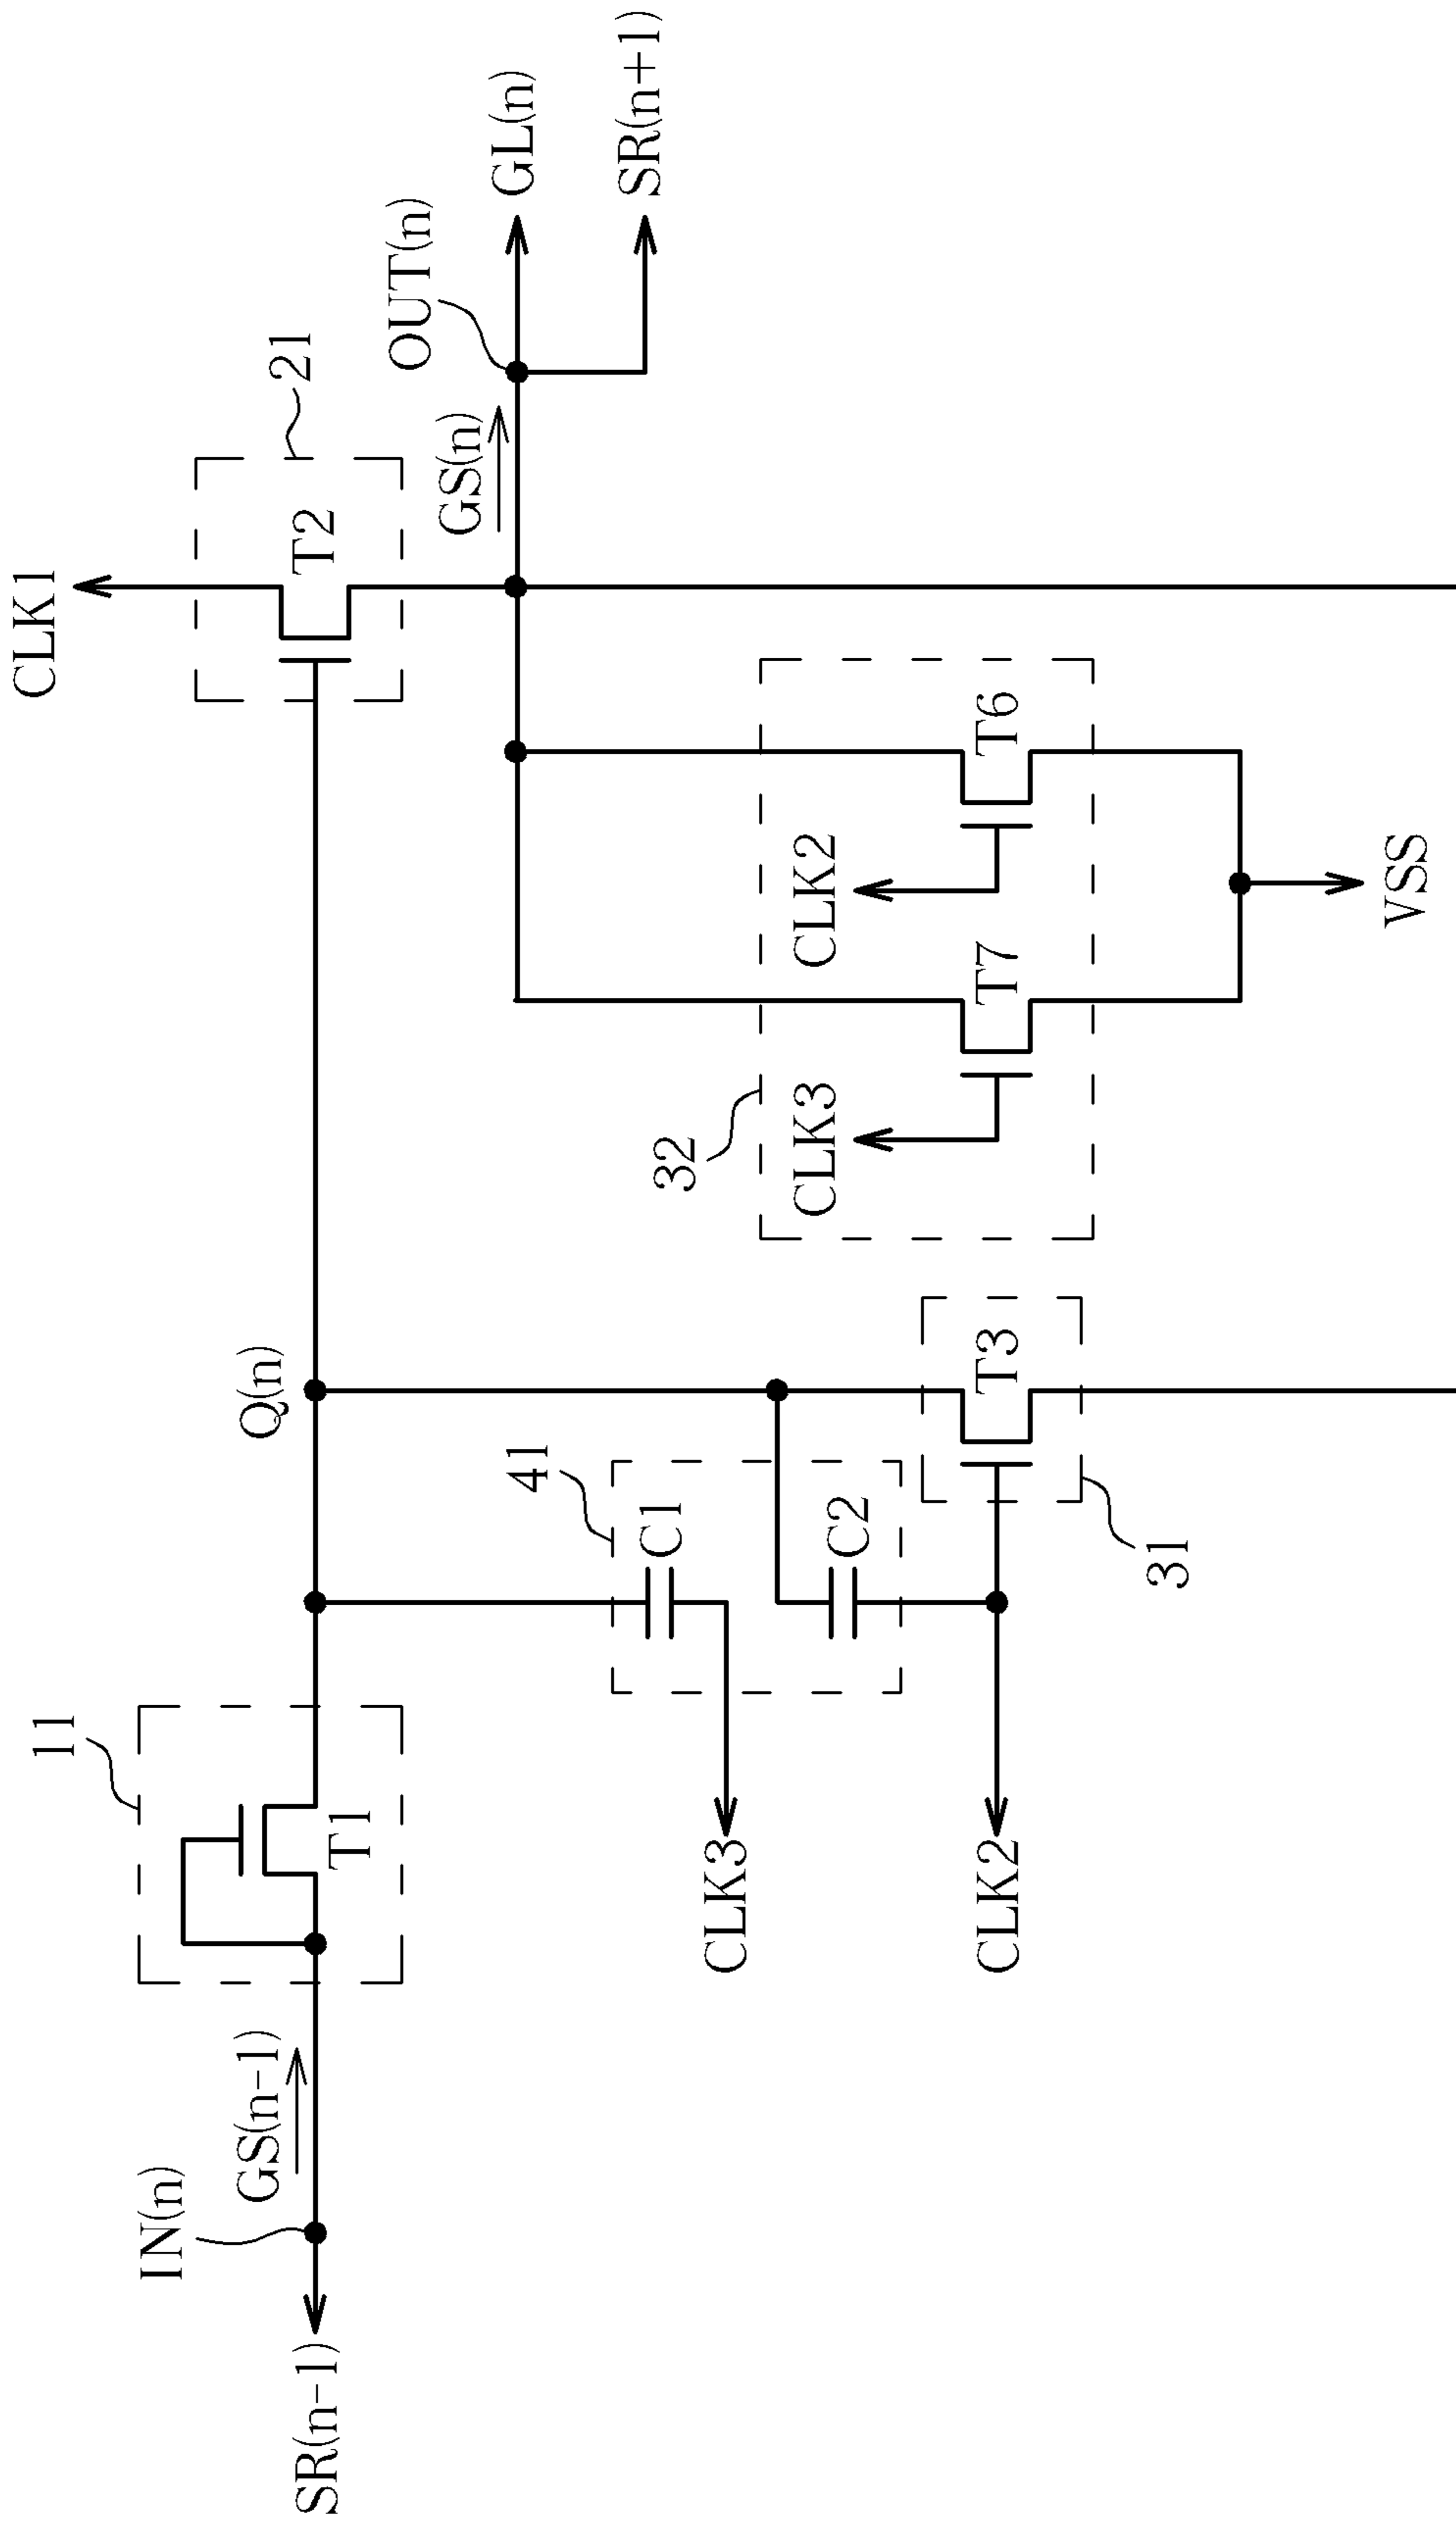 CLK1
21
T2
GS(n)
OUT(n)
GL(n)
SR(n+1)
11
T1
IN(n)
GS(n-1)
SR(n-1)
Q(n)
41
C1
C2
CLK3
CLK2
T3
31
32
CLK3
T7
CLK2
T6
VSS